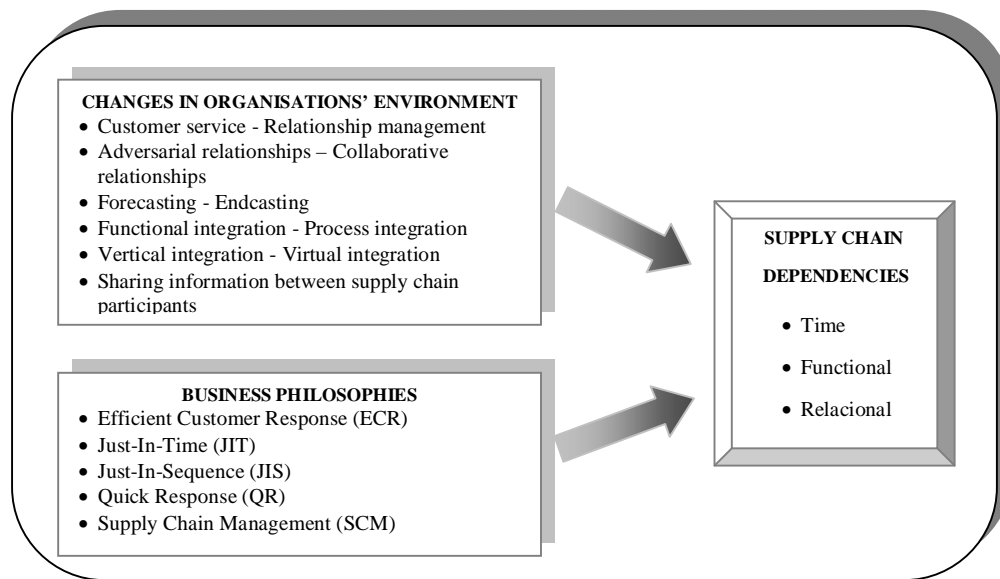 CHANGES IN ORGANISATIONS' ENVIRONMENT
• Customer service - Relationship management
• Adversarial relationships – Collaborative
relationships
• Forecasting - Endcasting
• Functional integration - Process integration
• Vertical integration - Virtual integration
• Sharing information between supply chain
participants
BUSINESS PHILOSOPHIES
• Efficient Customer Response (ECR)
• Just-In-Time (JIT)
• Just-In-Sequence (JIS)
• Quick Response (QR)
• Supply Chain Management (SCM)
SUPPLY CHAIN
DEPENDENCIES
• Time
• Functional
• Relacional